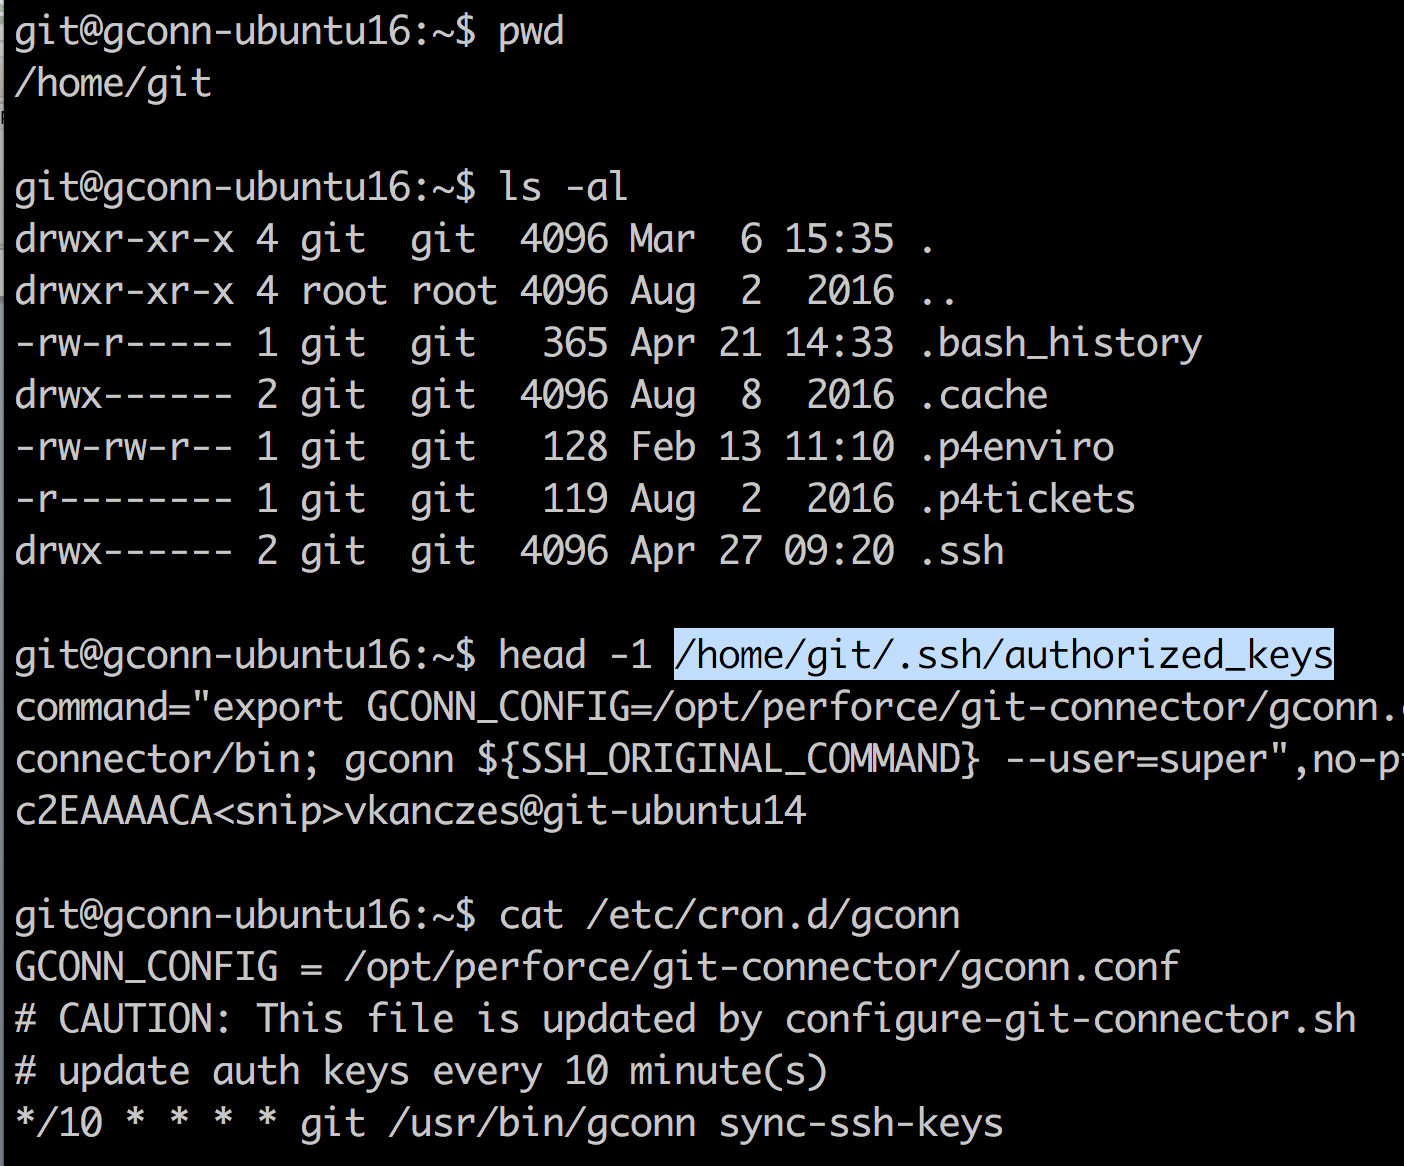 git@gconn-ubuntu16:~$ pwd
/home/git
git@gconn-ubuntu16:~$ ls -al
drwxr-xr-x 4 git  git  4096 Mar  6 15:35 .
drwxr-xr-x 4 root root 4096 Aug  2  2016 ..
-rw-r----- 1 git  git   365 Apr 21 14:33 .bash_history
drwx------ 2 git  git  4096 Aug  8  2016 .cache
-rw-rw-r-- 1 git  git   128 Feb 13 11:10 .p4enviro
-r-------- 1 git  git   119 Aug  2  2016 .p4tickets
drwx------ 2 git  git  4096 Apr 27 09:20 .ssh
git@gconn-ubuntu16:~$ head -1 /home/git/.ssh/authorized_keys
command="export GCONN_CONFIG=/opt/perforce/git-connector/gconn.
connector/bin; gconn ${SSH_ORIGINAL_COMMAND} --user=super",no-p
c2EAAAACA<snip>vkanczes@git-ubuntu14
git@gconn-ubuntu16:~$ cat /etc/cron.d/gconn
GCONN_CONFIG = /opt/perforce/git-connector/gconn.conf
# CAUTION: This file is updated by configure-git-connector.sh
# update auth keys every 10 minute(s)
*/10 * * * * git /usr/bin/gconn sync-ssh-keys